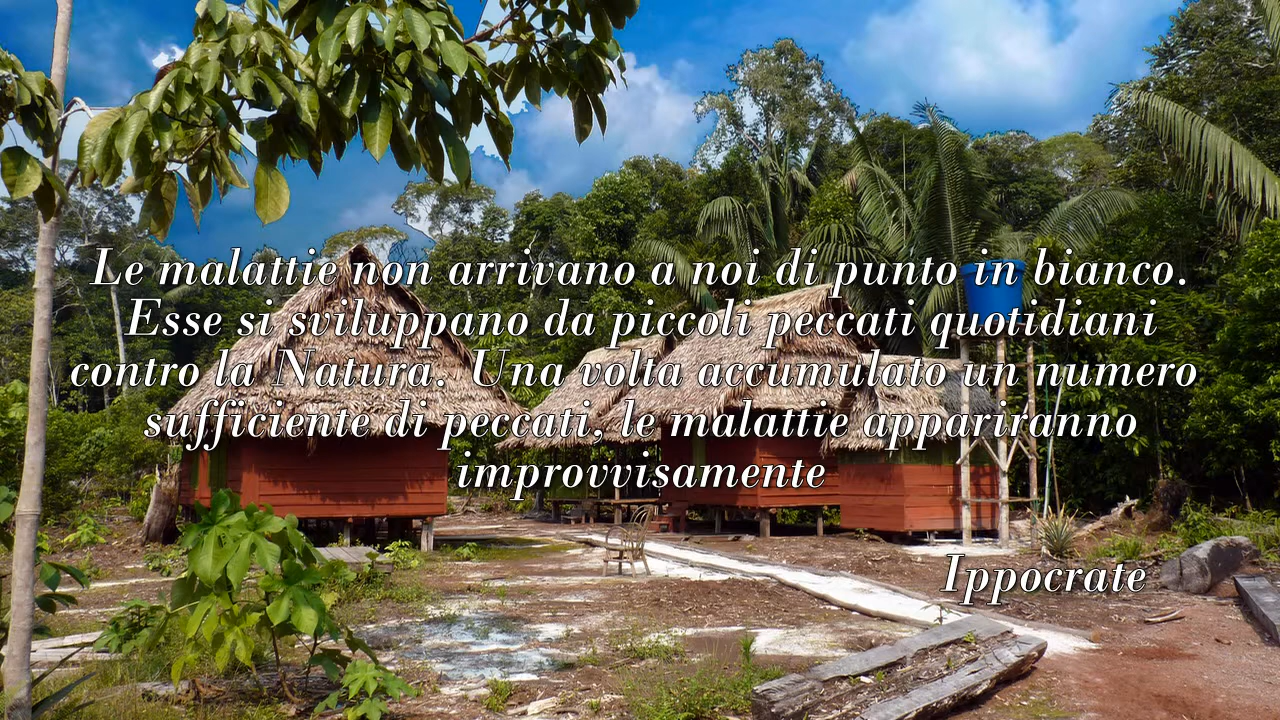 Le malattie non arrivano a noi di punto in bianco.
Esse si sviluppano da piccoli peccati quotidiani
contro la Natura. Una volta accumulato un numero
sufficiente di peccati, le malattie appariranno
improvvisamente
Ippocrate